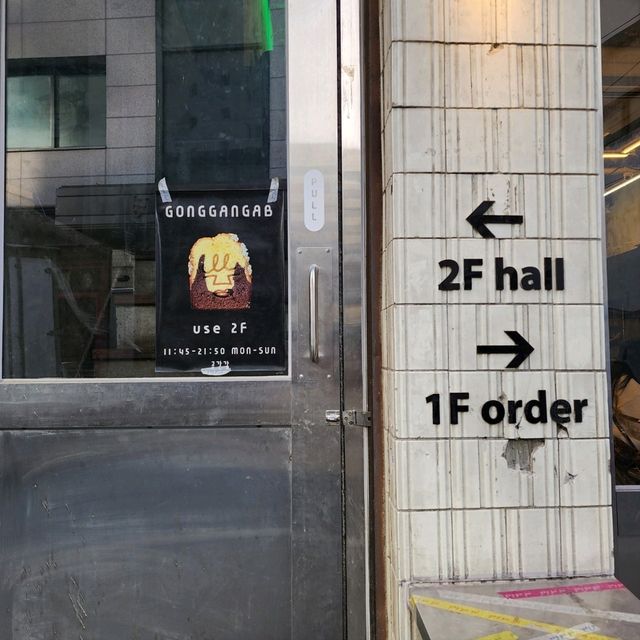 GONGGANGAB
use 2F
11:45-21:50 MON-SUN
PULL
2F hall
1F order